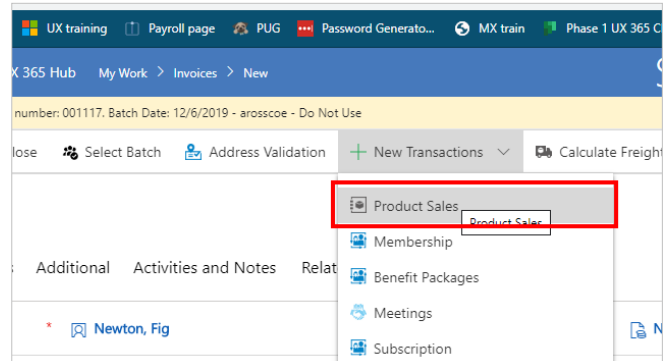 UX training Payroll page PUG Password Generato... MX train Phase 1 UX 365 C
X 365 Hub My Work > Invoices > New S
number: 001117. Batch Date: 12/6/2019 - arosscoe - Do Not Use
lose Select Batch Address Validation + New Transactions Calculate Freight
Product Sales
Product Sales
Membership
Additional Activities and Notes Relat
Benefit Packages
Meetings
* Newton, Fig N
Subscription